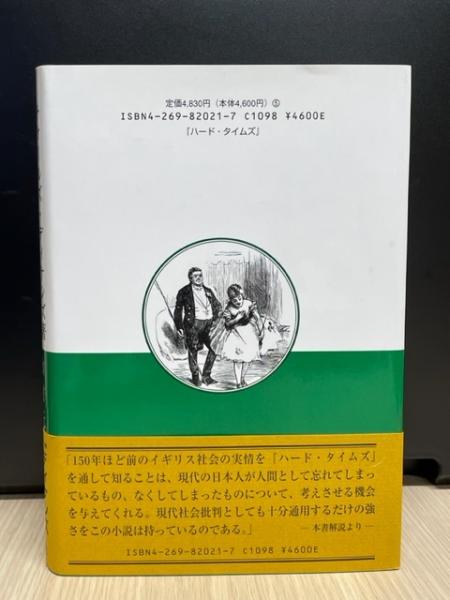 定価4,830円(本体4,600円)⑤
ISBN4-269-82021-7 C1098 ¥4600E
『ハード・タイムズ』
「150年ほど前のイギリス社会の実情を『ハード・タイムズ』
を通して知ることは、現代の日本人が人間として忘れてしまっ
ているもの、なくしてしまったものについて、考えさせる機会
を与えてくれる。現代社会批判としても十分通用するだけの強
さをこの小説は持っているのである。」 ―本書解説より―
ISBN4-269-82021-7 C1098 ¥4600E